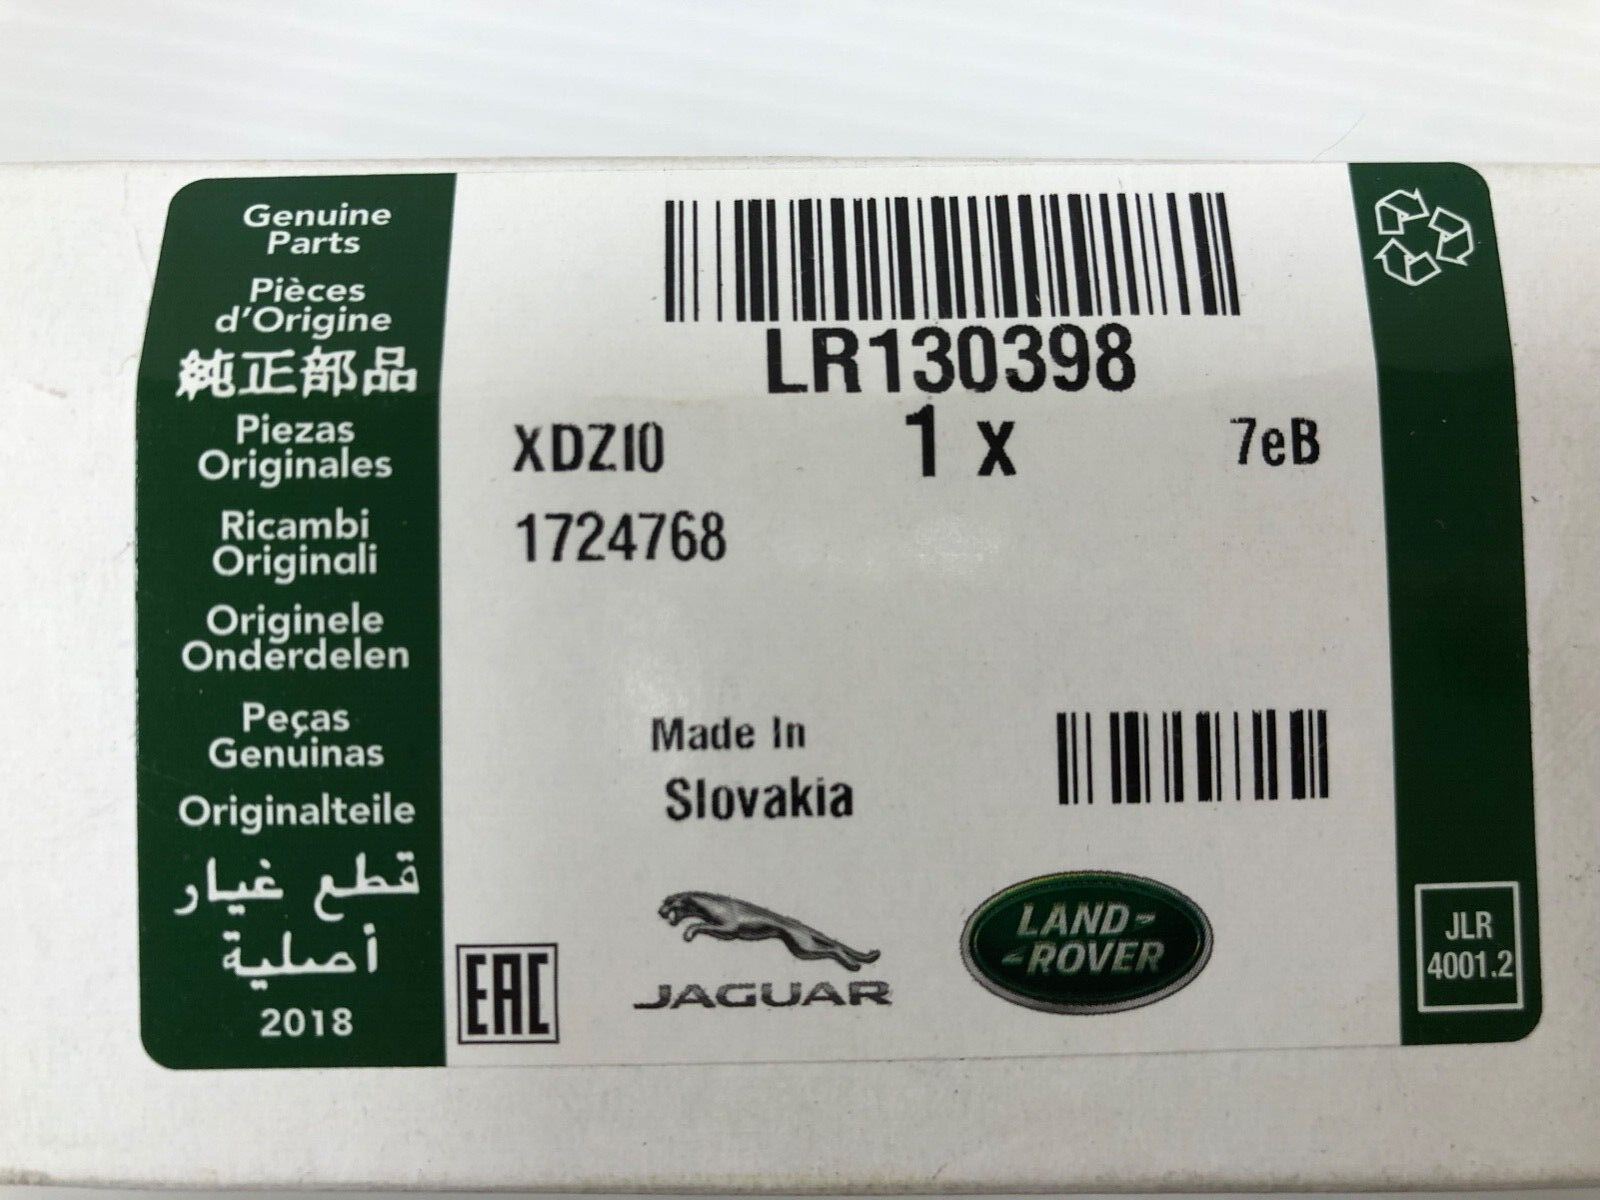 Genuine
Parts
Pièces
d'Origine
純正部品
Piezas
Originales
Ricambi
Originali
Originele
Onderdelen
Peças
Genuinas
Originalteile
قطع غيار
أصلية
2018
LR130398
XDZI0 1 x 7eB
1724768
Made In
Slovakia
EAC
JAGUAR
LAND-
-ROVER
JLR
4001.2